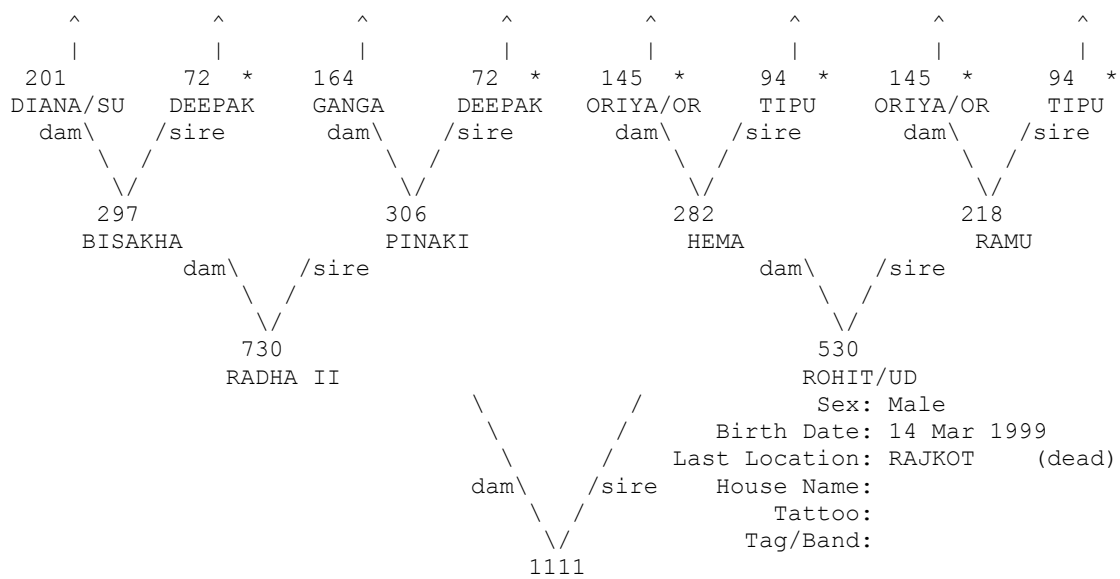 ^ ^ ^ ^ ^ ^ ^ ^
| | | | | | | |
201 72 * 164 72 * 145 * 94 * 145 * 94 *
DIANA/SU DEEPAK GANGA DEEPAK ORIYA/OR TIPU ORIYA/OR TIPU
dam\ /sire dam\ /sire dam\ /sire dam\ /sire
\ / \ / \ / \ /
\/ \/ \/ \/
297 306 282 218
BISAKHA PINAKI HEMA RAMU
dam\ /sire dam\ /sire
\ / \ /
\/ \/
730 530
RADHA II ROHIT/UD
\ / Sex: Male
\ / Birth Date: 14 Mar 1999
\ / Last Location: RAJKOT (dead)
dam\ /sire House Name:
\ / Tattoo:
\/ Tag/Band:
1111